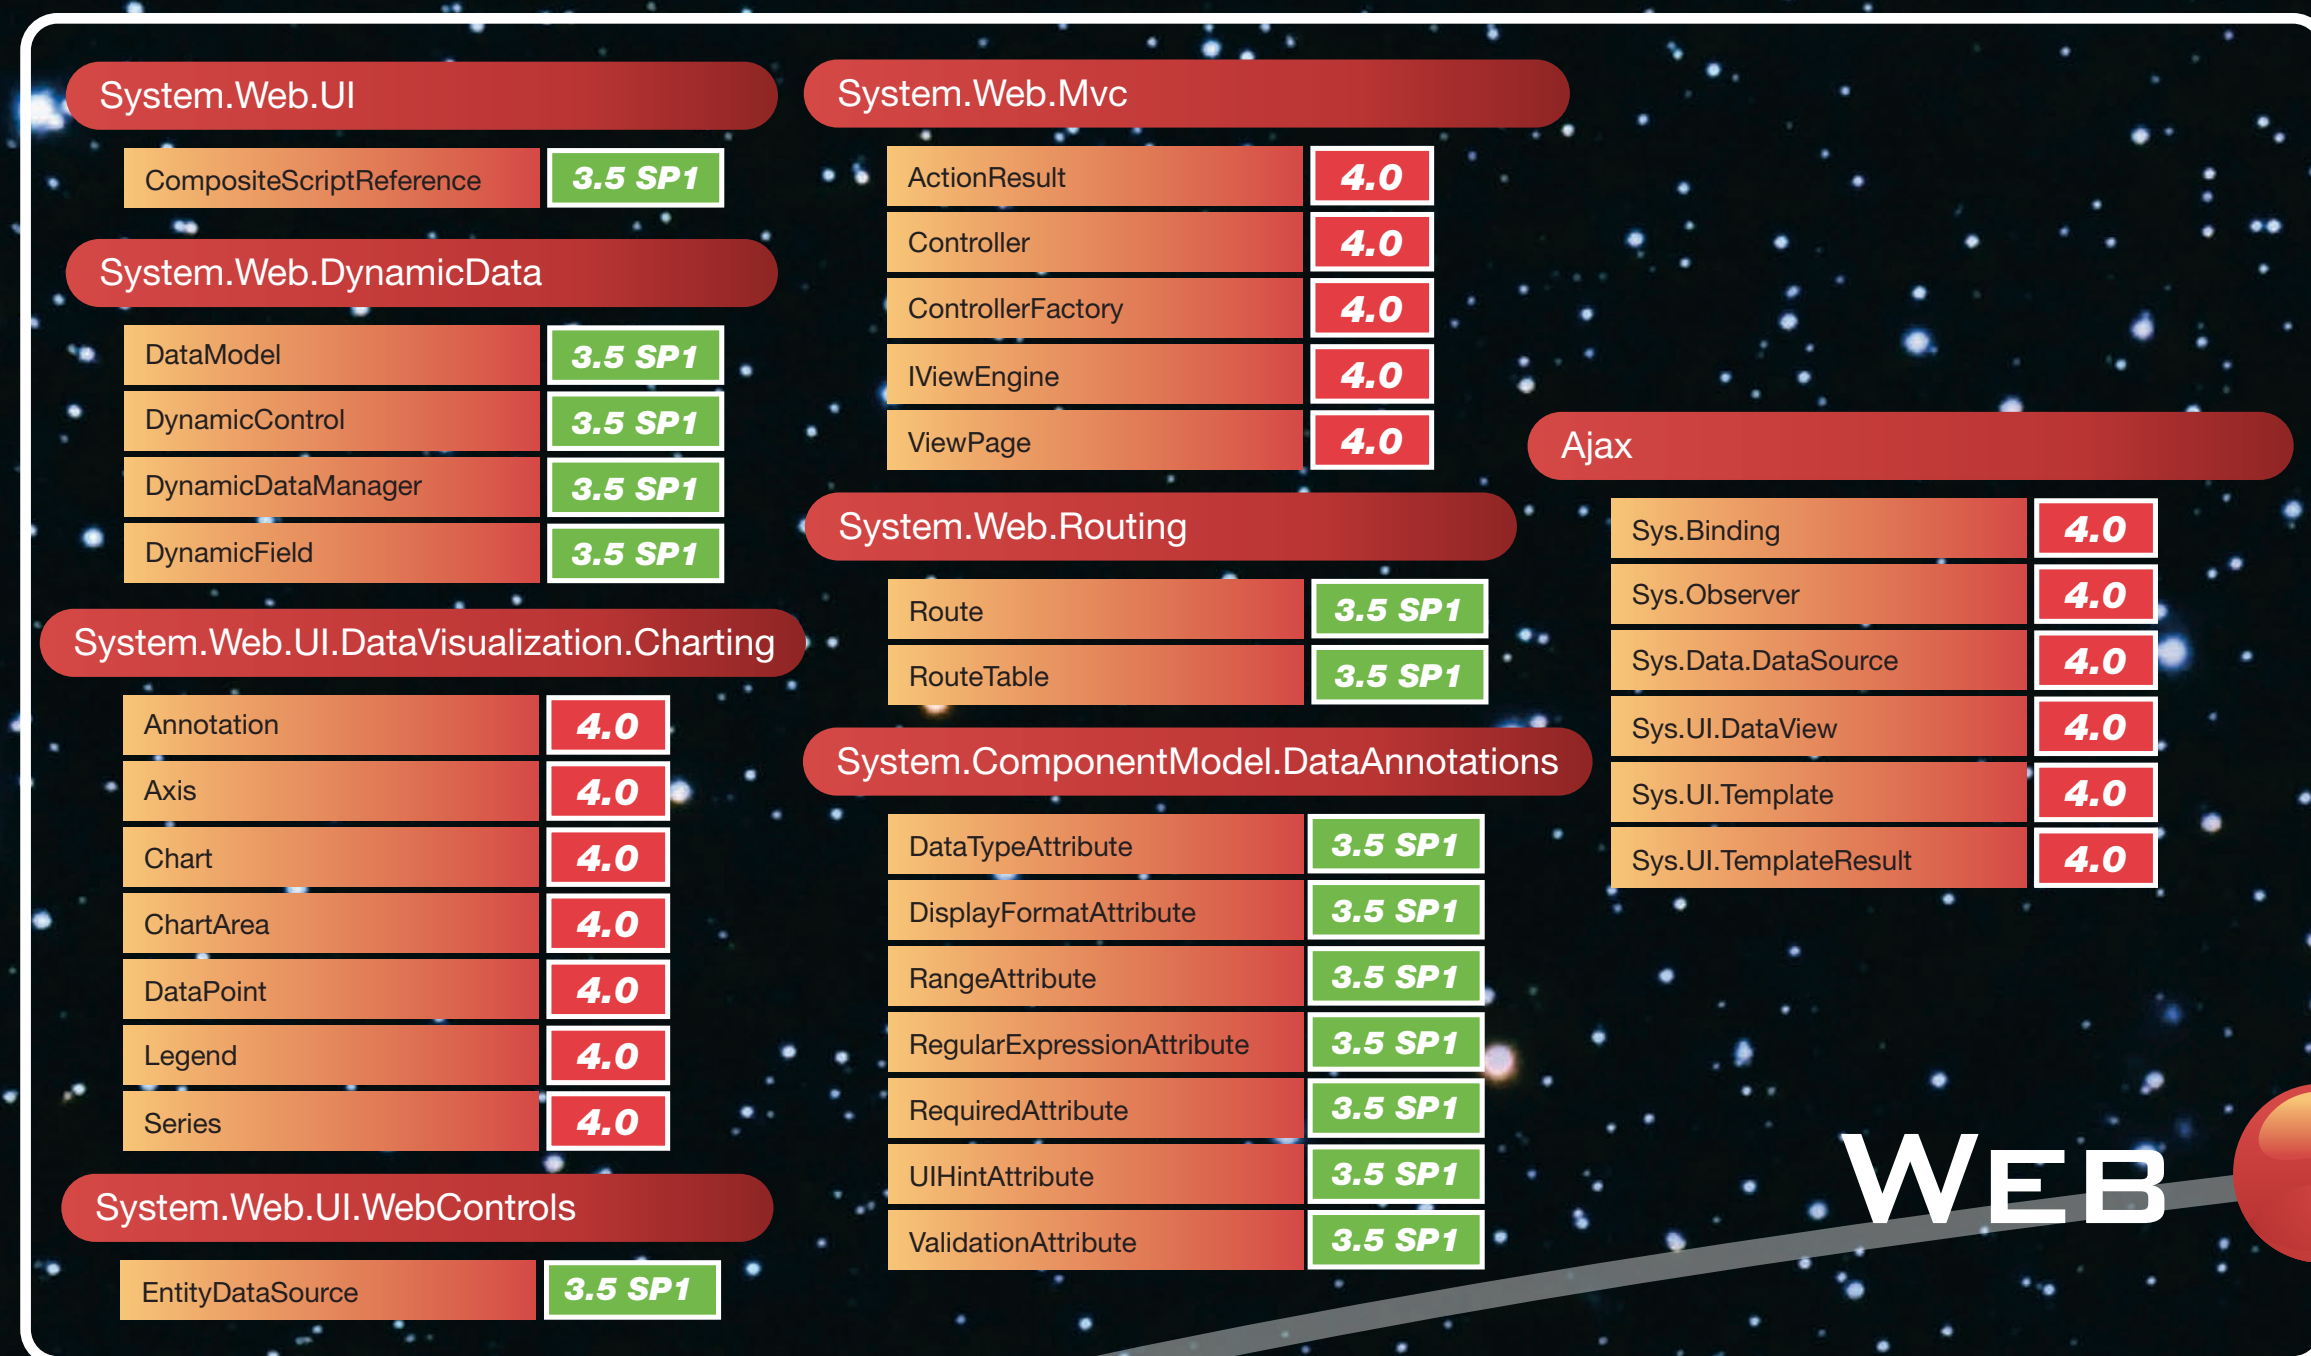 System.Web.UI
CompositeScriptReference 3.5 SP1
System.Web.DynamicData
DataModel 3.5 SP1
DynamicControl 3.5 SP1
DynamicDataManager 3.5 SP1
DynamicField 3.5 SP1
System.Web.UI.DataVisualization.Charting
Annotation 4.0
Axis 4.0
Chart 4.0
ChartArea 4.0
DataPoint 4.0
Legend 4.0
Series 4.0
System.Web.UI.WebControls
EntityDataSource 3.5 SP1
System.Web.Mvc
ActionResult 4.0
Controller 4.0
ControllerFactory 4.0
IViewEngine 4.0
ViewPage 4.0
System.Web.Routing
Route 3.5 SP1
RouteTable 3.5 SP1
System.ComponentModel.DataAnnotations
DataTypeAttribute 3.5 SP1
DisplayFormatAttribute 3.5 SP1
RangeAttribute 3.5 SP1
RegularExpressionAttribute 3.5 SP1
RequiredAttribute 3.5 SP1
UIHintAttribute 3.5 SP1
ValidationAttribute 3.5 SP1
Ajax
Sys.Binding 4.0
Sys.Observer 4.0
Sys.Data.DataSource 4.0
Sys.UI.DataView 4.0
Sys.UI.Template 4.0
Sys.UI.TemplateResult 4.0
WEB